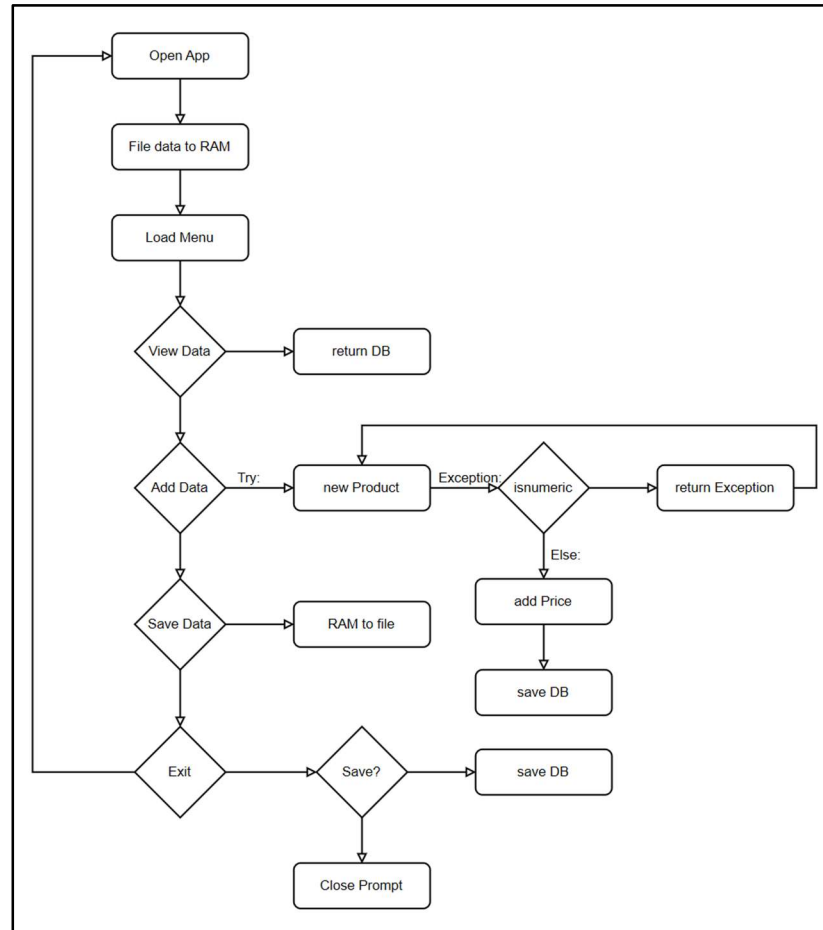 Open App
File data to RAM
Load Menu
View Data
return DB
Add Data
Try:
new Product
Exception:
isnumeric
return Exception
Else:
add Price
Save Data
RAM to file
save DB
Exit
Save?
save DB
Close Prompt